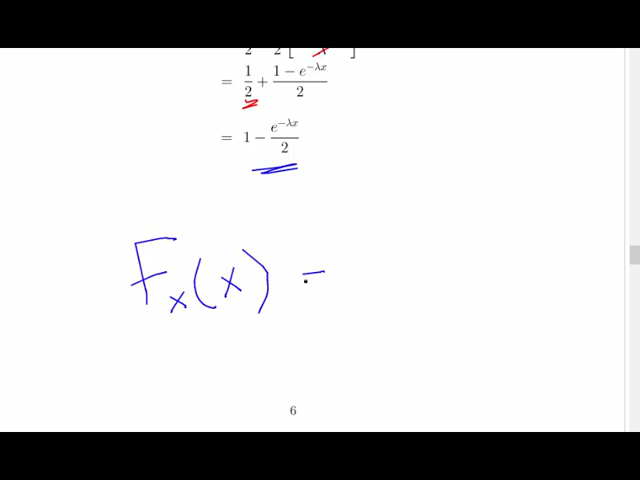 = 1/2 + (1 − e^{−λx})/2
= 1 − e^{−λx}/2
F_x(x) =
6